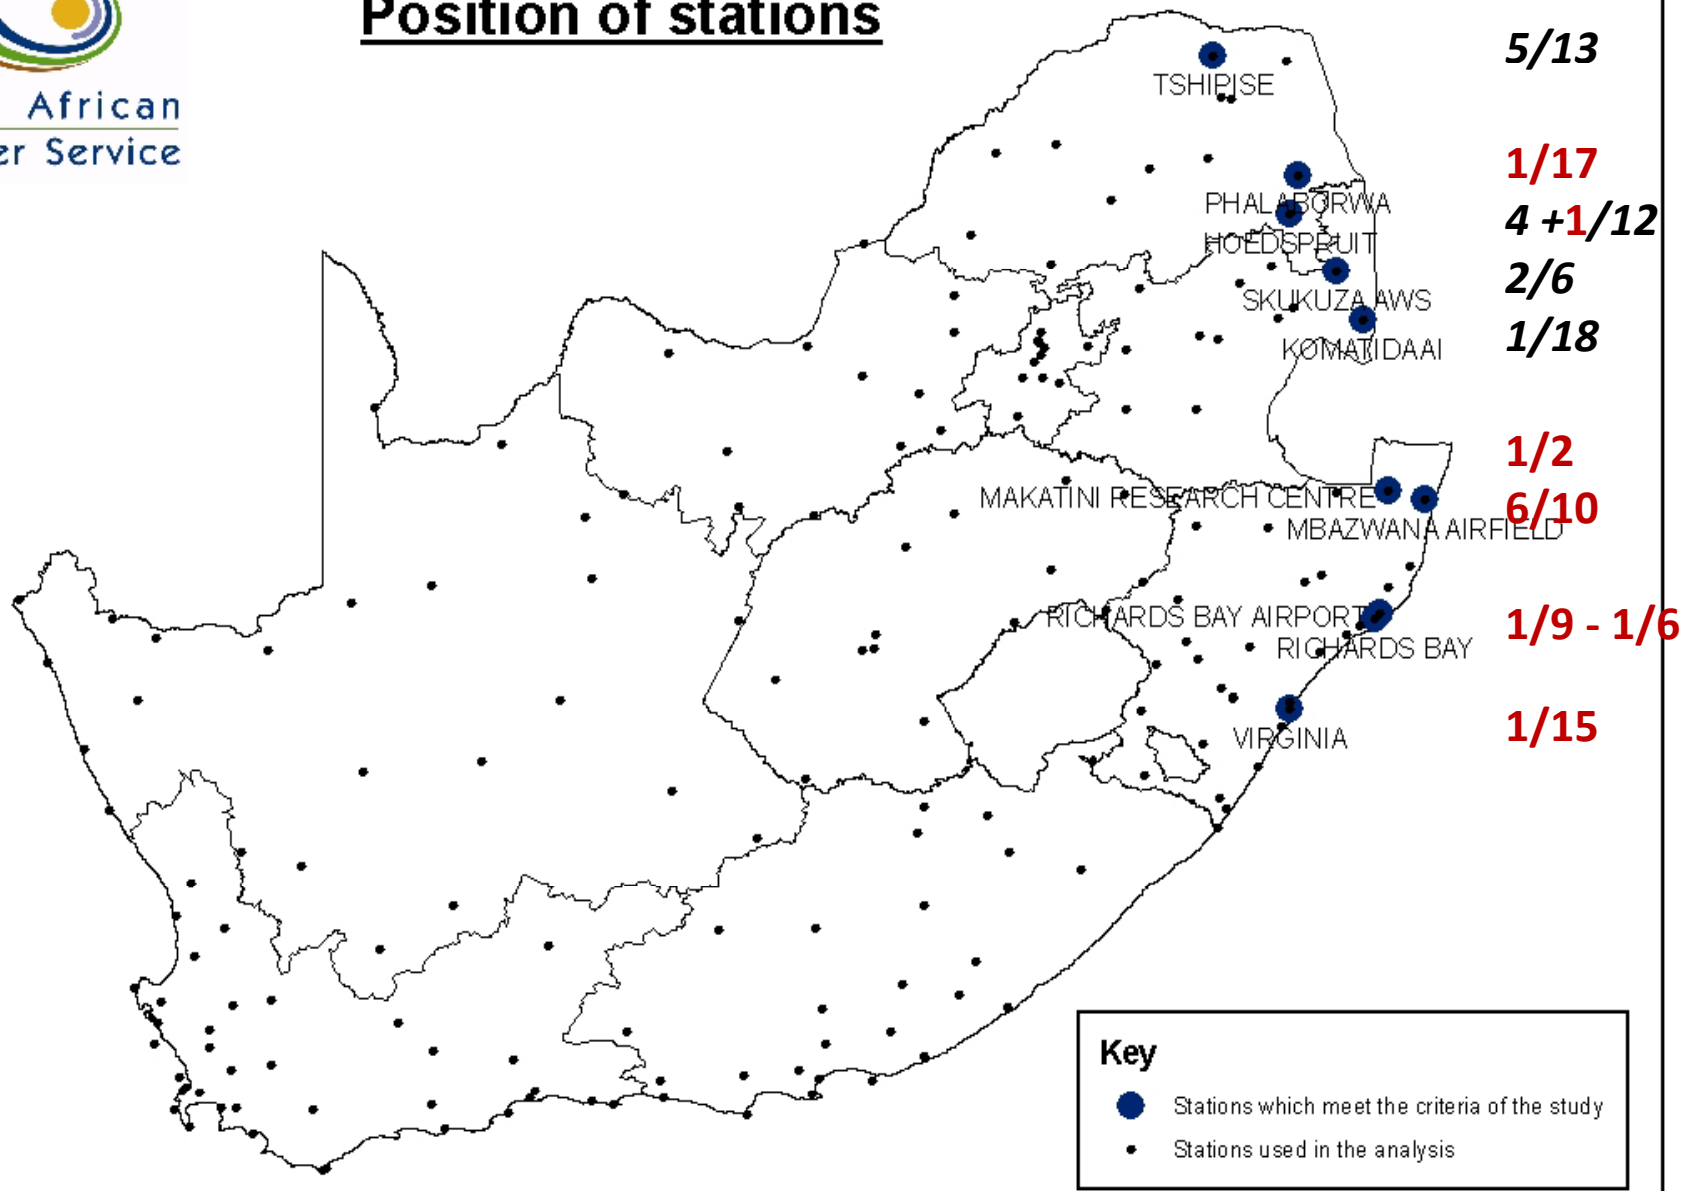 Position of stations
African
er Service
5/13
TSHIPISE
1/17
PHALABORWA
4 +1/12
HOEDSPRUIT
2/6
SKUKUZA AWS
1/18
KOMATIDAAI
1/2
MAKATINI RESEARCH CENTRE
6/10
MBAZWANA AIRFIELD
RICHARDS BAY AIRPORT
1/9 - 1/6
RICHARDS BAY
1/15
VIRGINIA
Key
Stations which meet the criteria of the study
Stations used in the analysis